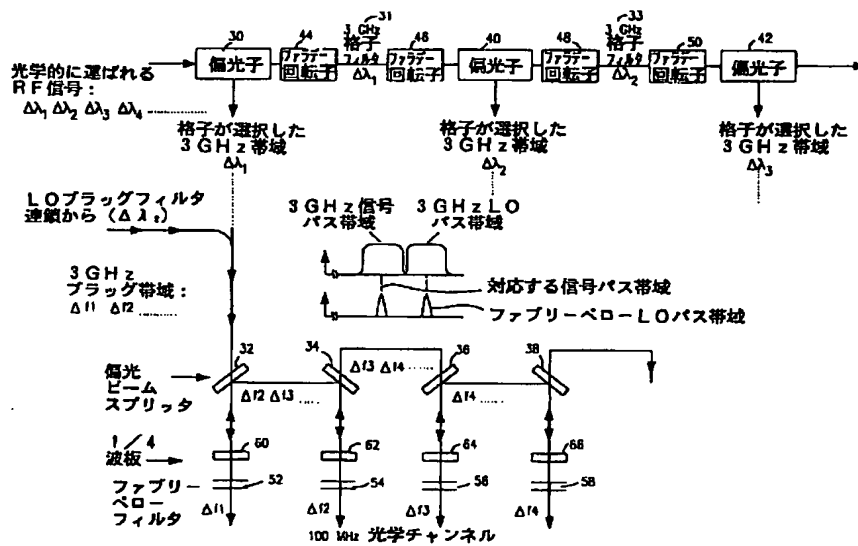 30
44
31
3 GHz
格子
フィルタ
Δλ1
46
40
48
33
3 GHz
格子
フィルタ
Δλ2
50
42
偏光子
ファラデー
回転子
ファラデー
回転子
偏光子
ファラデー
回転子
ファラデー
回転子
偏光子
光学的に運ばれる
RF信号:
Δλ1 Δλ2 Δλ3 Δλ4 ............
格子が選択した
3 GHz 帯域
Δλ1
格子が選択した
3 GHz 帯域
Δλ2
格子が選択した
3 GHz 帯域
Δλ3
LOブラッグフィルタ
連鎖から
3 GHz信号
パス帯域
3 GHz LO
パス帯域
3 GHz
ブラッグ帯域:
Δf1 Δf2 ............
対応する信号パス帯域
ファブリーペローLOパス帯域
32
34
36
38
偏光
ビーム
スプリッタ
Δf2 Δf3 ......
Δf3 Δf4 ......
Δf4 ......
1/4
波板
60
62
64
66
ファブリー
ペロー
フィルタ
52
54
56
58
Δf1
Δf2
Δf3
Δf4
100 MHz 光学チャンネル